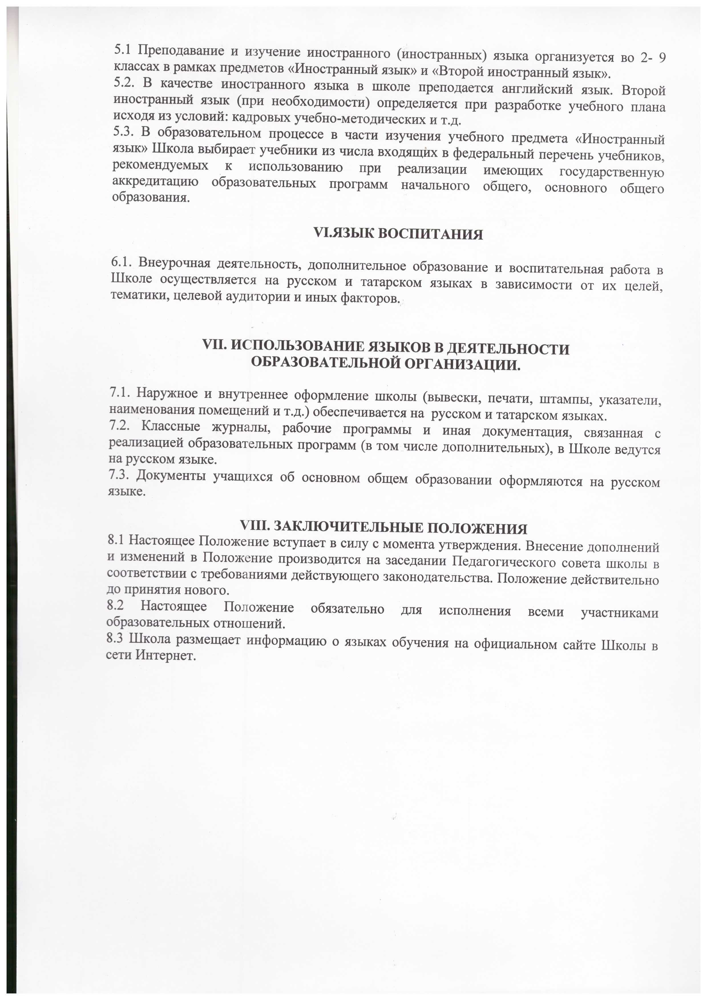 5.1 Преподавание и изучение иностранного (иностранных) языка организуется во 2- 9
классах в рамках предметов «Иностранный язык» и «Второй иностранный язык».
5.2. В качестве иностранного языка в школе преподается английский язык. Второй
иностранный язык (при необходимости) определяется при разработке учебного плана
исходя из условий: кадровых учебно-методических и т.д.
5.3. В образовательном процессе в части изучения учебного предмета «Иностранный
язык» Школа выбирает учебники из числа входящих в федеральный перечень учебников,
рекомендуемых к использованию при реализации имеющих государственную
аккредитацию образовательных программ начального общего, основного общего
образования.
VI.ЯЗЫК ВОСПИТАНИЯ
6.1. Внеурочная деятельность, дополнительное образование и воспитательная работа в
Школе осуществляется на русском и татарском языках в зависимости от их целей,
тематики, целевой аудитории и иных факторов.
VII. ИСПОЛЬЗОВАНИЕ ЯЗЫКОВ В ДЕЯТЕЛЬНОСТИ
ОБРАЗОВАТЕЛЬНОЙ ОРГАНИЗАЦИИ.
7.1. Наружное и внутреннее оформление школы (вывески, печати, штампы, указатели,
наименования помещений и т.д.) обеспечивается на русском и татарском языках.
7.2. Классные журналы, рабочие программы и иная документация, связанная с
реализацией образовательных программ (в том числе дополнительных), в Школе ведутся
на русском языке.
7.3. Документы учащихся об основном общем образовании оформляются на русском
языке.
VIII. ЗАКЛЮЧИТЕЛЬНЫЕ ПОЛОЖЕНИЯ
8.1 Настоящее Положение вступает в силу с момента утверждения. Внесение дополнений
и изменений в Положение производится на заседании Педагогического совета школы в
соответствии с требованиями действующего законодательства. Положение действительно
до принятия нового.
8.2 Настоящее Положение обязательно для исполнения всеми участниками
образовательных отношений.
8.3 Школа размещает информацию о языках обучения на официальном сайте Школы в
сети Интернет.